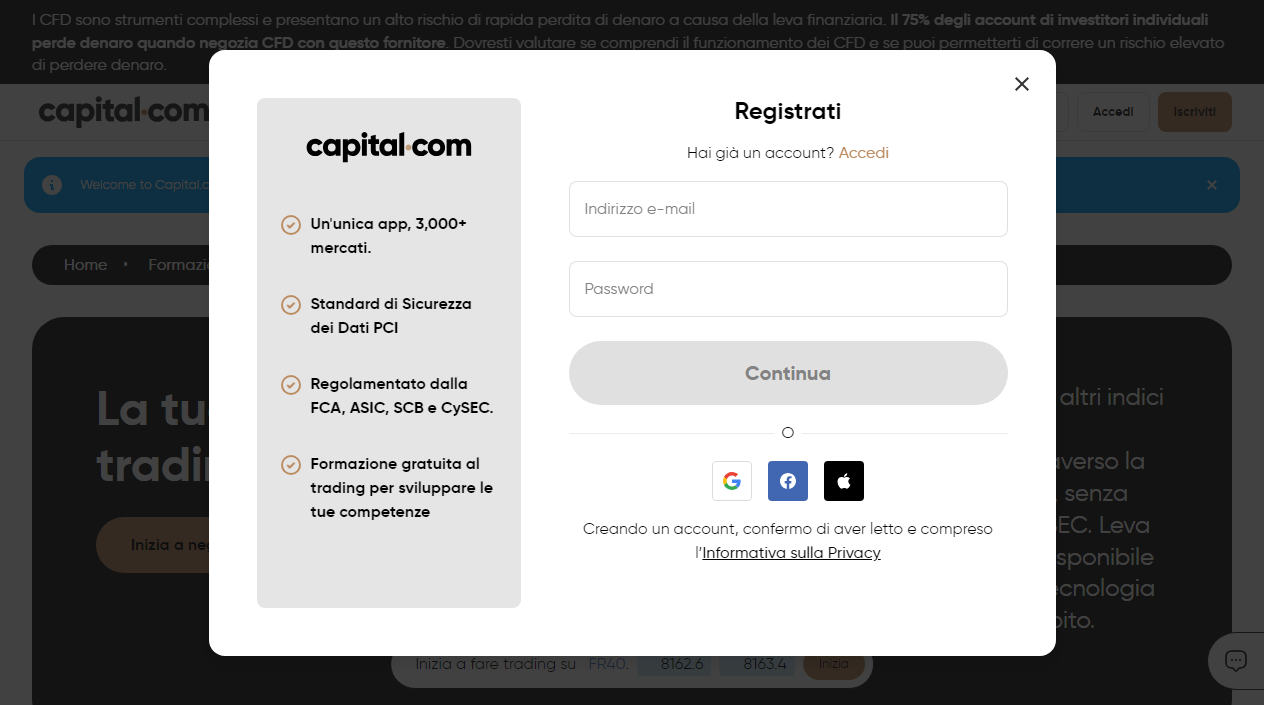 I CFD sono strumenti complessi e presentano un alto rischio di rapida perdita di denaro a causa della leva finanziaria. Il 75% degli account di investitori individuali
perde denaro quando negozia CFD con questo fornitore. Dovresti valutare se comprendi il funzionamento dei CFD e se puoi permetterti di correre un rischio elevato
di perdere denaro.
capital.com
Accedi
Iscriviti
Welcome to Capital.c
Home
Formazi
La tu
tradi
Inizia a ne
altri indici
averso la
senza
EC. Leva
sponibile
ecnologia
ito.
capital.com
Un'unica app, 3,000+
mercati.
Standard di Sicurezza
dei Dati PCI
Regolamentato dalla
FCA, ASIC, SCB e CySEC.
Formazione gratuita al
trading per sviluppare le
tue competenze
Registrati
Hai già un account? Accedi
Indirizzo e-mail
Password
Continua
O
Creando un account, confermo di aver letto e compreso
l'Informativa sulla Privacy
Inizia a fare trading su FR40. 8162.6 8163.4 Inizia